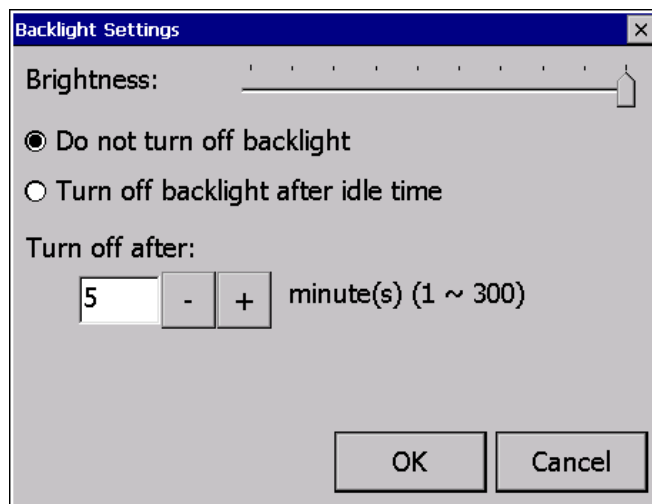 Backlight Settings
Brightness:
Do not turn off backlight
Turn off backlight after idle time
Turn off after:
5 - + minute(s) (1 ~ 300)
OK Cancel